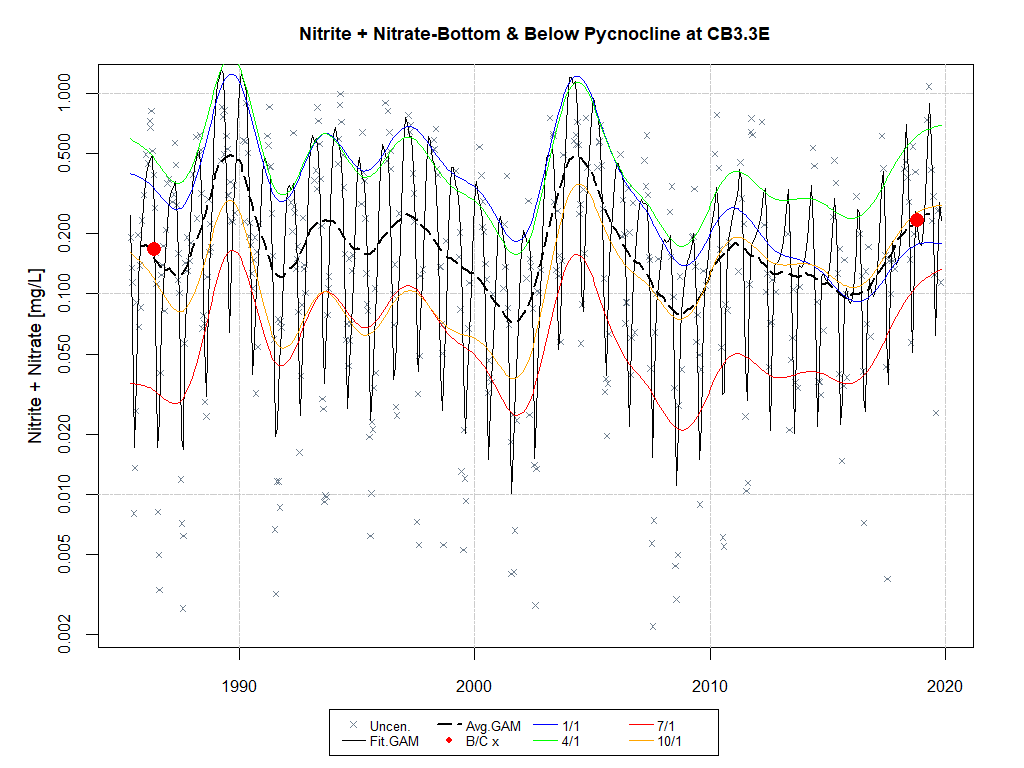 Nitrite + Nitrate-Bottom & Below Pycnocline at CB3.3E
Nitrite + Nitrate [mg/L]
1.000
0.500
0.200
0.100
0.050
0.020
0.010
0.005
0.002
1990 2000 2010 2020
Uncen. Avg.GAM 1/1 7/1
Fit.GAM B/C x 4/1 10/1